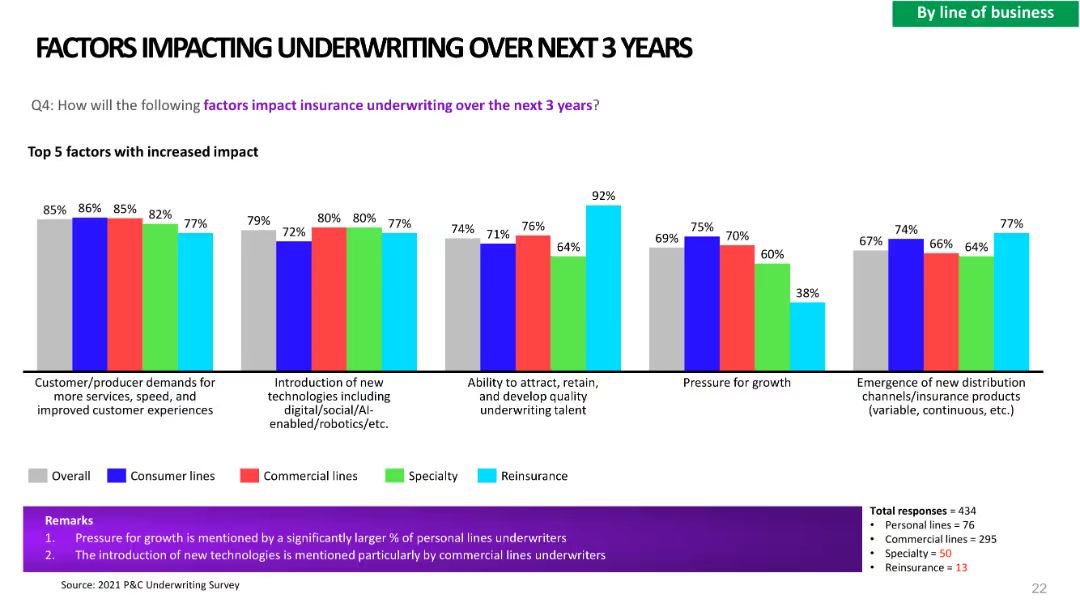 By line of business
FACTORS IMPACTING UNDERWRITING OVER NEXT 3 YEARS
Q4: How will the following factors impact insurance underwriting over the next 3 years?
Top 5 factors with increased impact
85% 86% 85% 82% 77%
79% 72% 80% 80% 77%
74% 71% 76% 64% 92%
69% 75% 70% 60% 38%
67% 74% 66% 64% 77%
Customer/producer demands for
more services, speed, and
improved customer experiences
Introduction of new
technologies including
digital/social/AI-
enabled/robotics/etc.
Ability to attract, retain,
and develop quality
underwriting talent
Pressure for growth
Emergence of new distribution
channels/insurance products
(variable, continuous, etc.)
Overall Consumer lines Commercial lines Specialty Reinsurance
Remarks
1. Pressure for growth is mentioned by a significantly larger % of personal lines underwriters
2. The introduction of new technologies is mentioned particularly by commercial lines underwriters
Total responses = 434
• Personal lines = 76
• Commercial lines = 295
• Specialty = 50
• Reinsurance = 13
Source: 2021 P&C Underwriting Survey
22